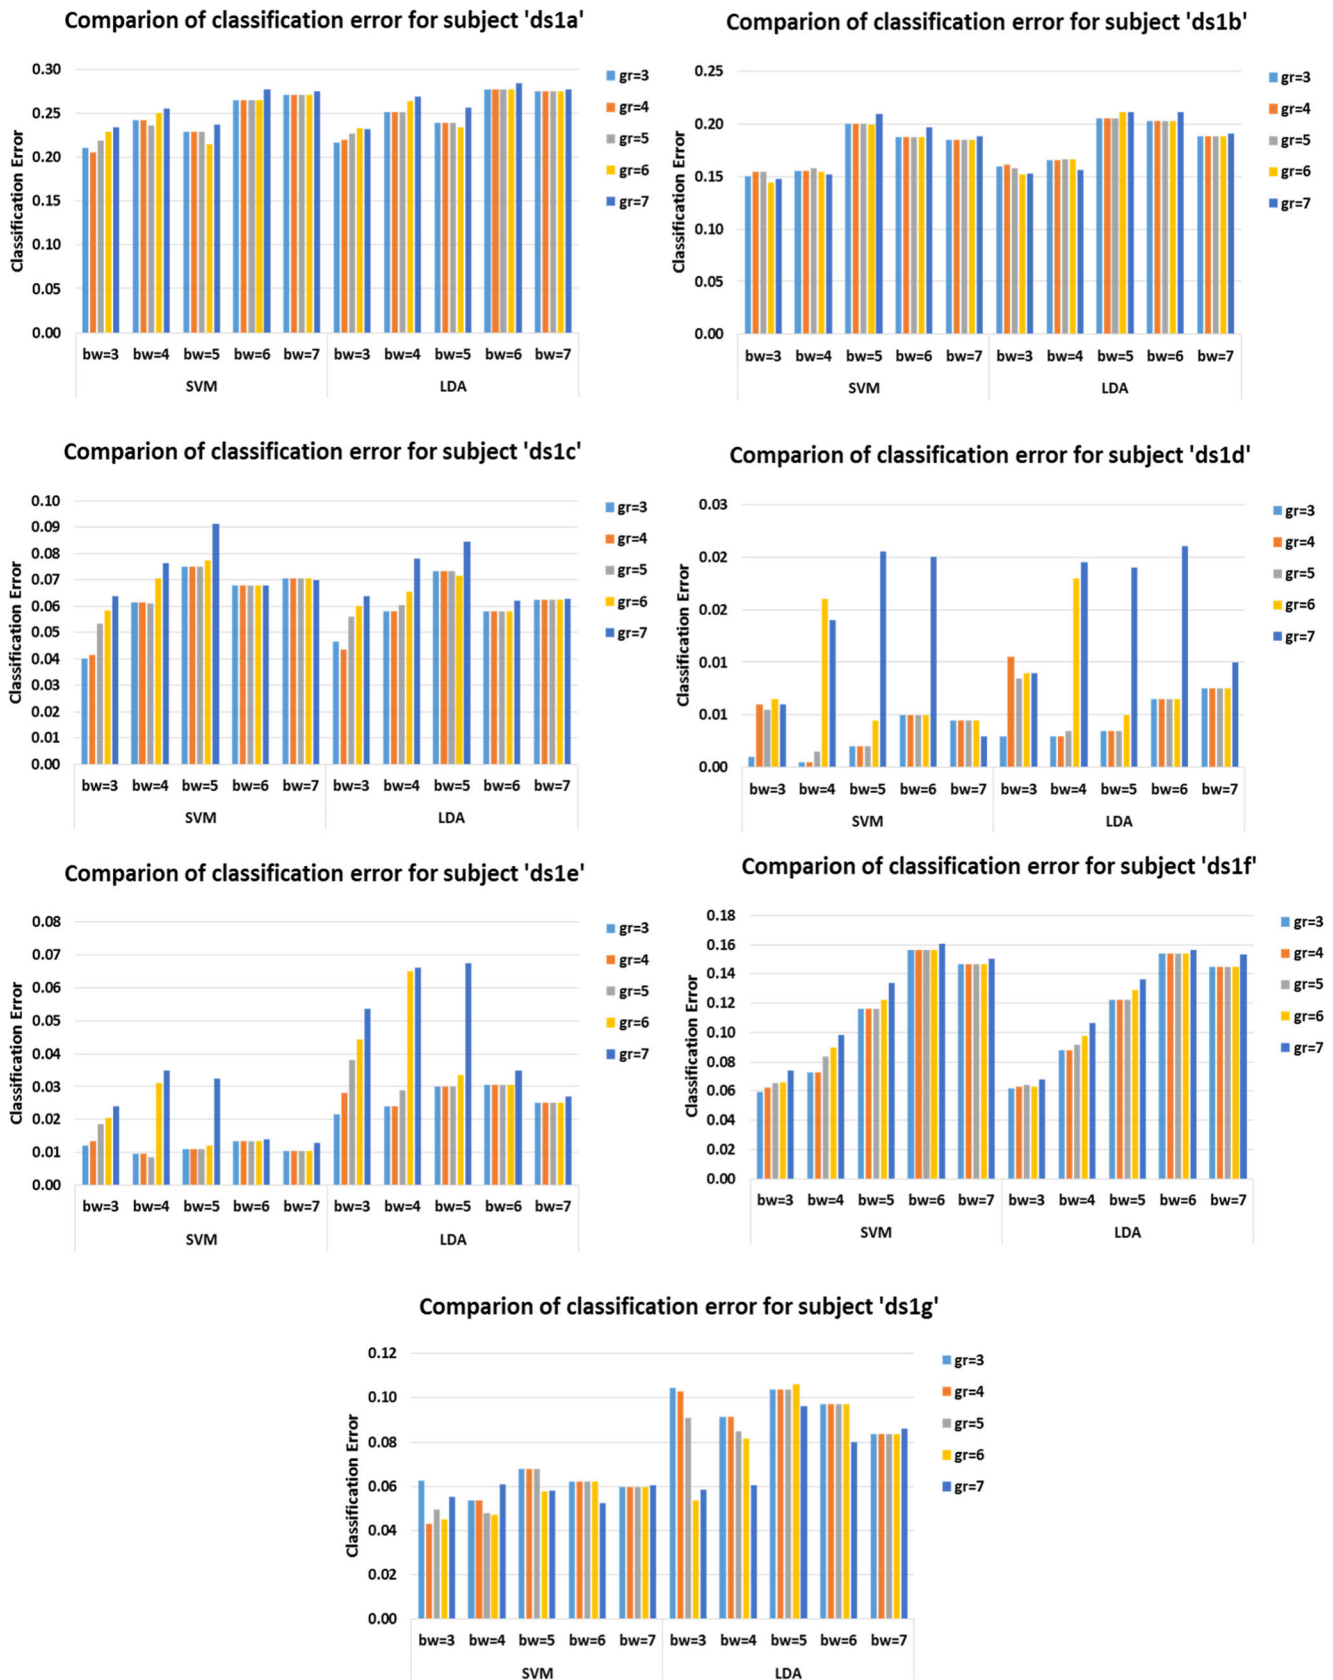 Comparion of classification error for subject 'ds1a'
Classification Error
0.30
0.25
0.20
0.15
0.10
0.05
0.00
bw=3 bw=4 bw=5 bw=6 bw=7 bw=3 bw=4 bw=5 bw=6 bw=7
SVM LDA
gr=3
gr=4
gr=5
gr=6
gr=7
Comparion of classification error for subject 'ds1b'
Classification Error
0.25
0.20
0.15
0.10
0.05
0.00
bw=3 bw=4 bw=5 bw=6 bw=7 bw=3 bw=4 bw=5 bw=6 bw=7
SVM LDA
gr=3
gr=4
gr=5
gr=6
gr=7
Comparion of classification error for subject 'ds1c'
Classification Error
0.10
0.09
0.08
0.07
0.06
0.05
0.04
0.03
0.02
0.01
0.00
bw=3 bw=4 bw=5 bw=6 bw=7 bw=3 bw=4 bw=5 bw=6 bw=7
SVM LDA
gr=3
gr=4
gr=5
gr=6
gr=7
Comparion of classification error for subject 'ds1d'
Classification Error
0.03
0.02
0.02
0.01
0.01
0.00
bw=3 bw=4 bw=5 bw=6 bw=7 bw=3 bw=4 bw=5 bw=6 bw=7
SVM LDA
gr=3
gr=4
gr=5
gr=6
gr=7
Comparion of classification error for subject 'ds1e'
Classification Error
0.08
0.07
0.06
0.05
0.04
0.03
0.02
0.01
0.00
bw=3 bw=4 bw=5 bw=6 bw=7 bw=3 bw=4 bw=5 bw=6 bw=7
SVM LDA
gr=3
gr=4
gr=5
gr=6
gr=7
Comparion of classification error for subject 'ds1f'
Classification Error
0.18
0.16
0.14
0.12
0.10
0.08
0.06
0.04
0.02
0.00
bw=3 bw=4 bw=5 bw=6 bw=7 bw=3 bw=4 bw=5 bw=6 bw=7
SVM LDA
gr=3
gr=4
gr=5
gr=6
gr=7
Comparion of classification error for subject 'ds1g'
Classification Error
0.12
0.10
0.08
0.06
0.04
0.02
0.00
bw=3 bw=4 bw=5 bw=6 bw=7 bw=3 bw=4 bw=5 bw=6 bw=7
SVM LDA
gr=3
gr=4
gr=5
gr=6
gr=7